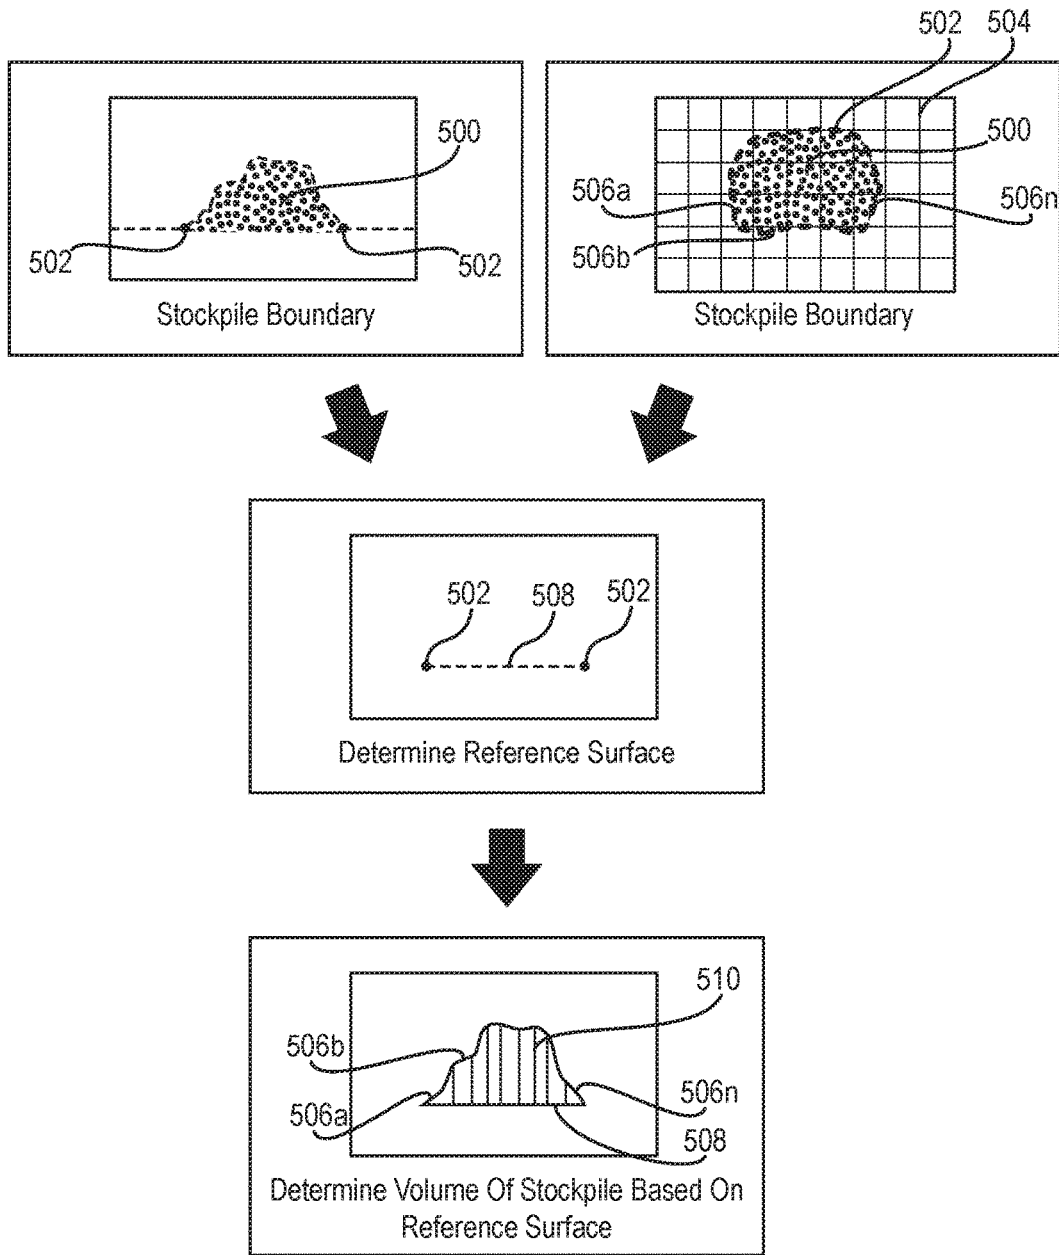 502
504
500
500
506a
506n
502
502
506b
Stockpile Boundary
Stockpile Boundary
502
508
502
Determine Reference Surface
510
506b
506a
506n
508
Determine Volume Of Stockpile Based On
Reference Surface